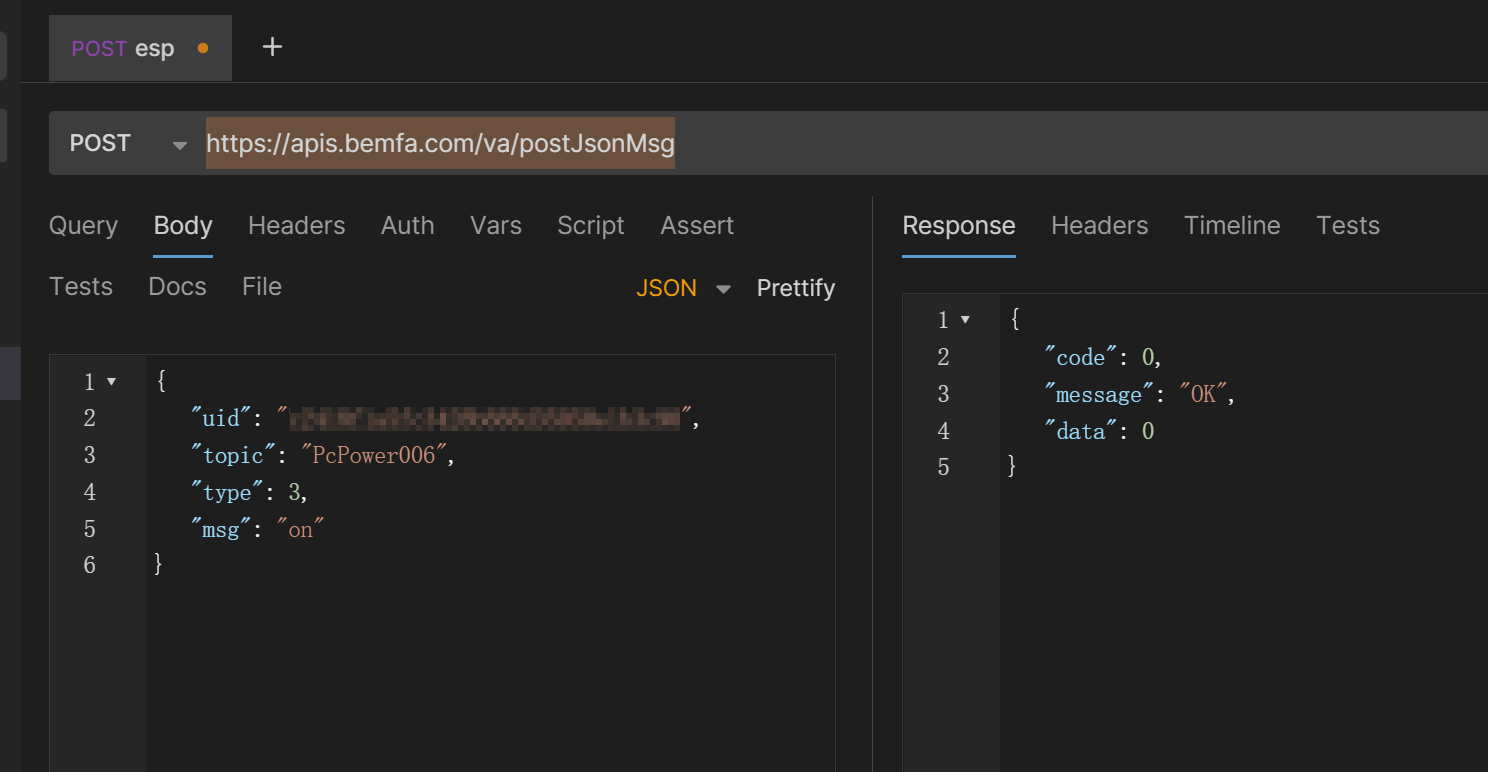 POST esp
+
POST https://apis.bemfa.com/va/postJsonMsg
Query Body Headers Auth Vars Script Assert
Tests Docs File JSON Prettify
1 {
2 "uid": "",
3 "topic": "PcPower006",
4 "type": 3,
5 "msg": "on"
6 }
Response Headers Timeline Tests
1 {
2 "code": 0,
3 "message": "OK",
4 "data": 0
5 }